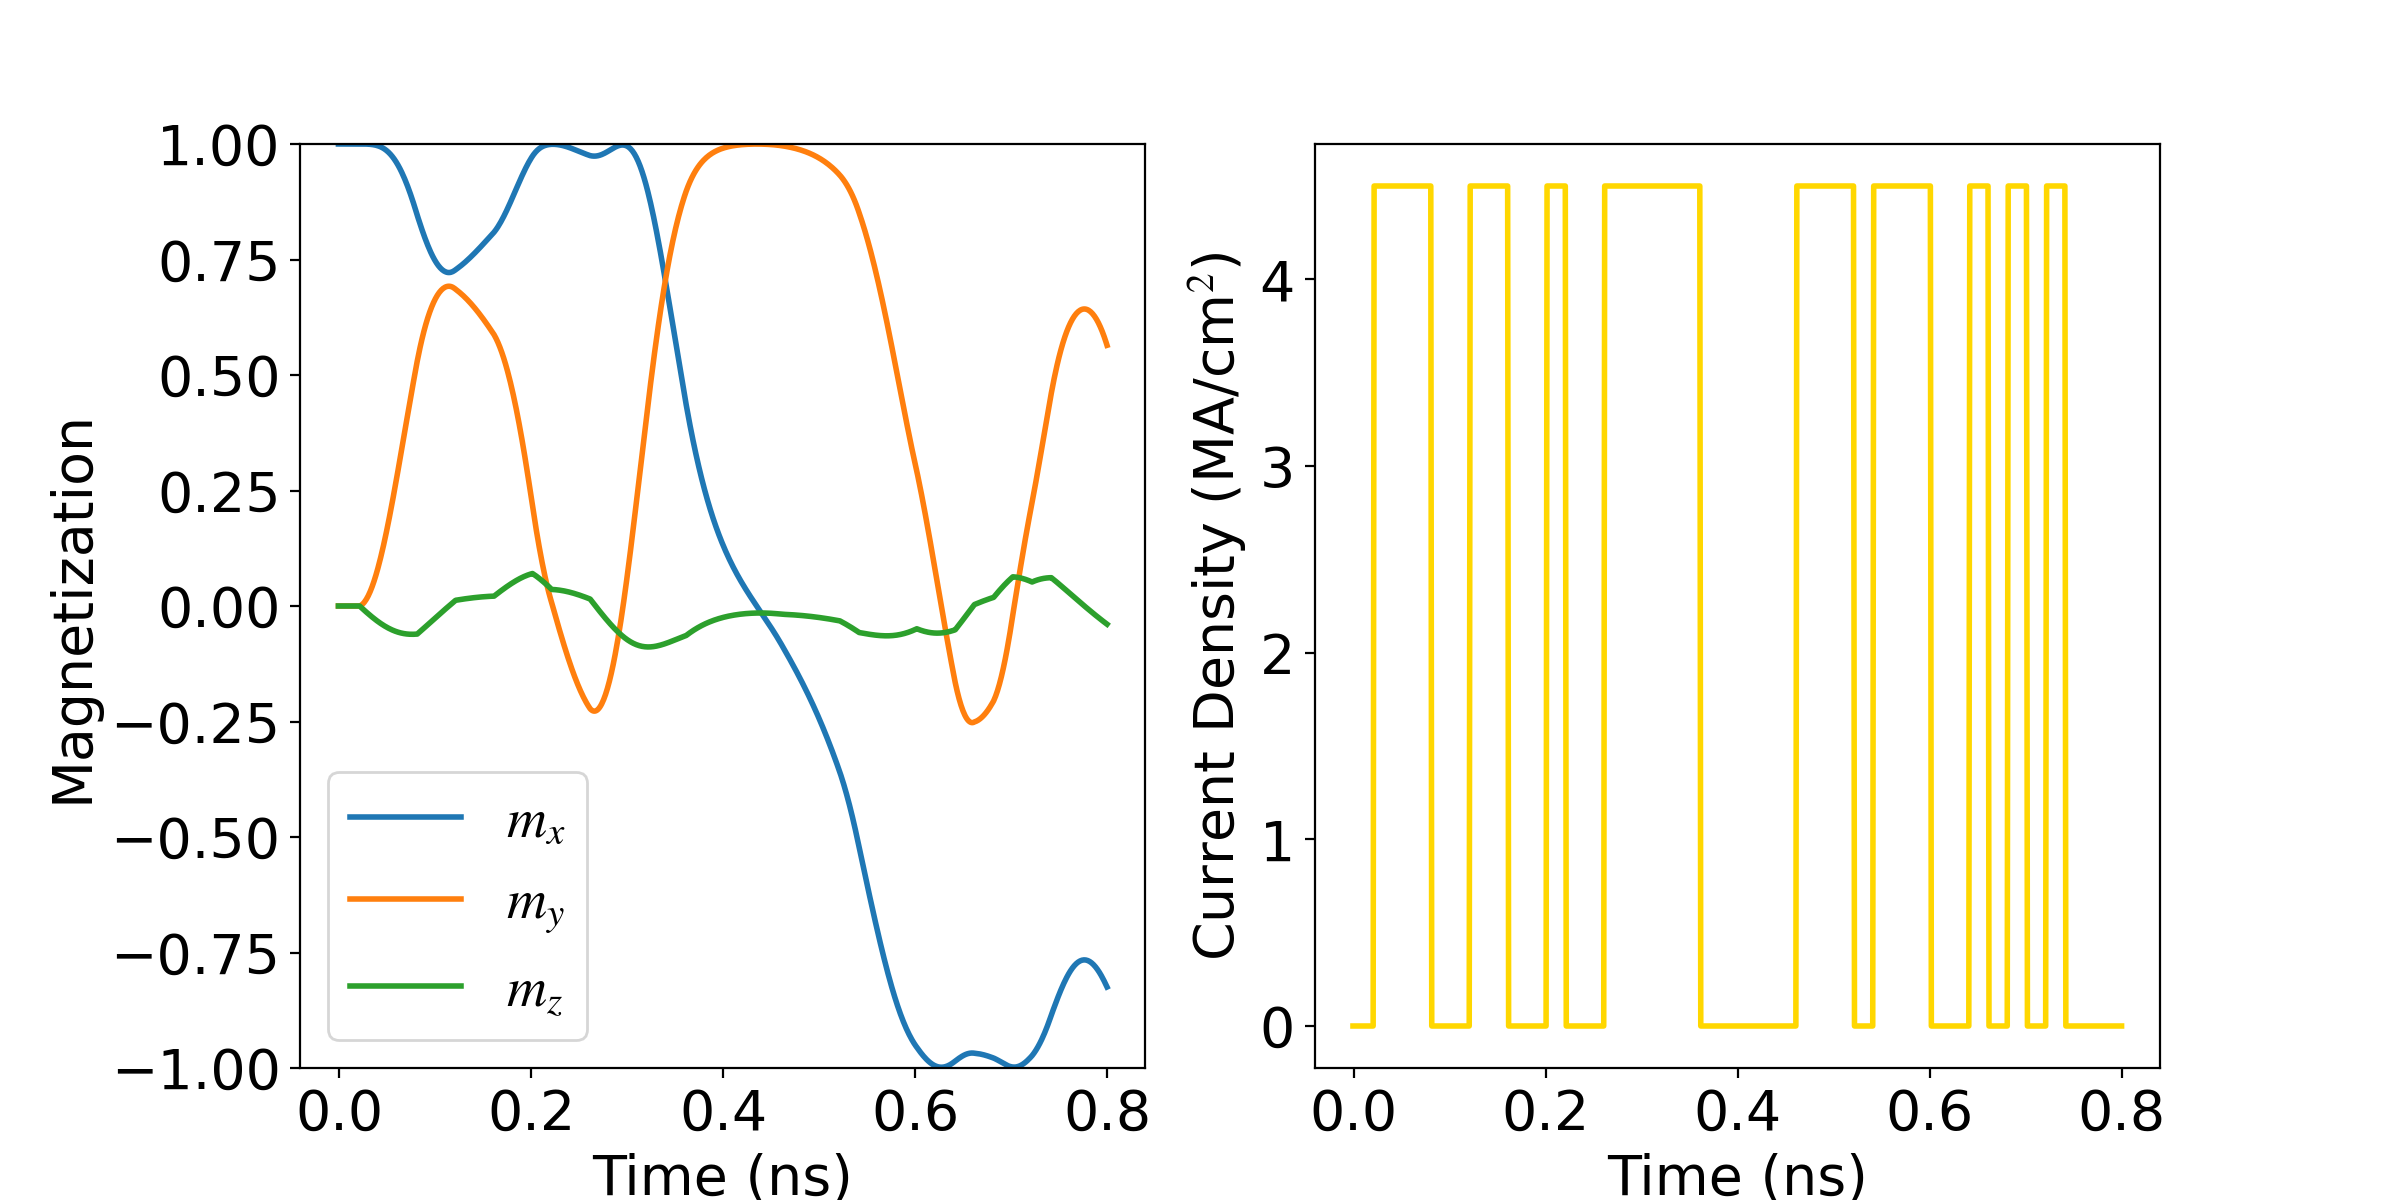 Magnetization
1.00
0.75
0.50
0.25
0.00
−0.25
−0.50
−0.75
−1.00
m_x
m_y
m_z
0.0 0.2 0.4 0.6 0.8
Time (ns)
Current Density (MA/cm²)
4
3
2
1
0
0.0 0.2 0.4 0.6 0.8
Time (ns)